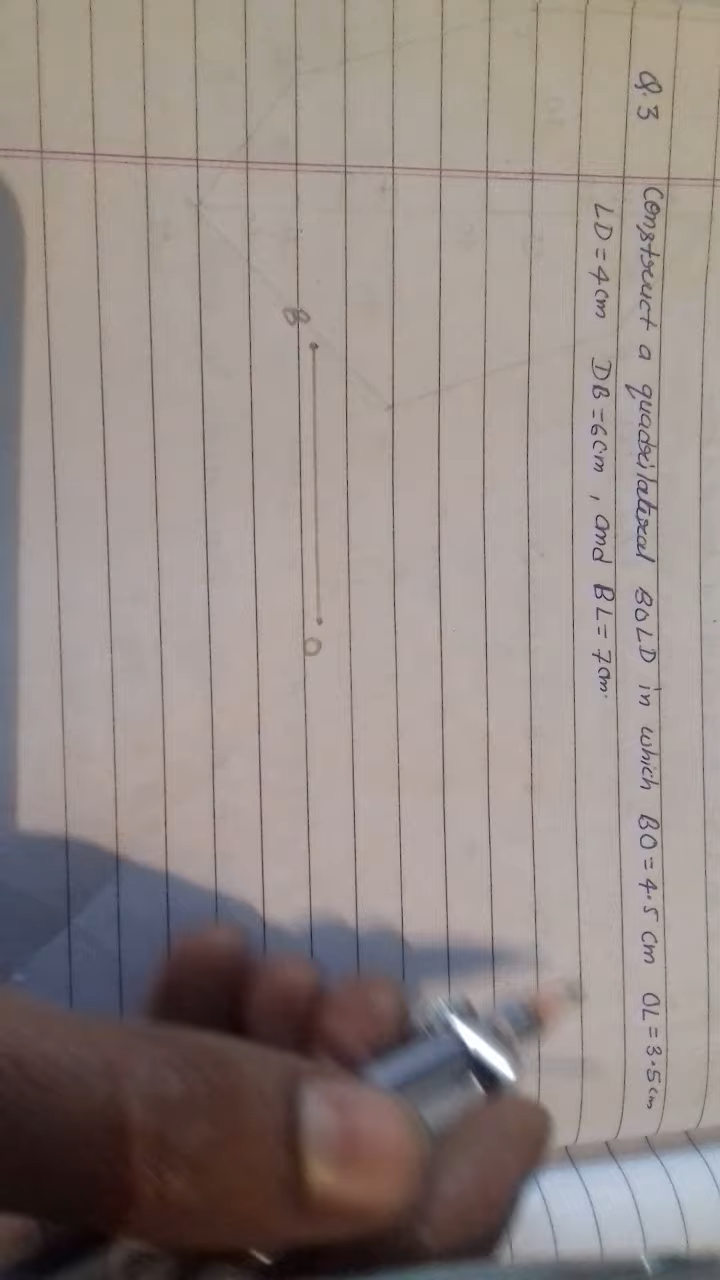 Q.3 Construct a quadrilateral BOLD in which BO = 4.5 cm OL = 3.5 cm
LD = 4 cm DB = 6 cm, and BL = 7 cm.
B O